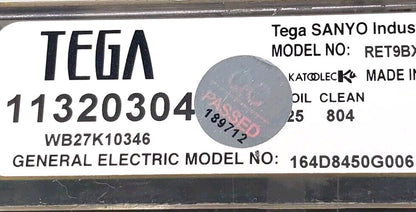 TEGA
Tega SANYO Indus
MODEL NO: RET9BX
KATOOLEC K MADE IN
11320304
OIL CLEAN
25 804
PASSED
189712
WB27K10346
GENERAL ELECTRIC MODEL NO: 164D8450G006